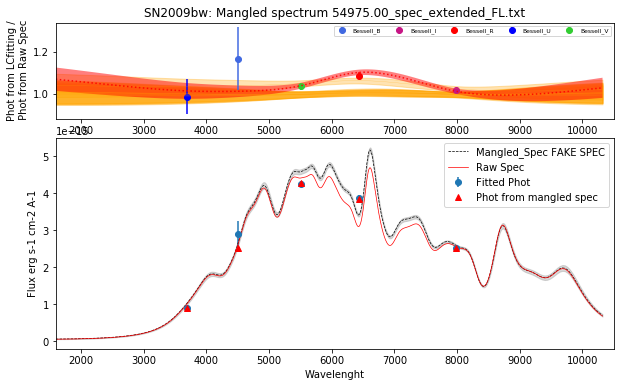 SN2009bw: Mangled spectrum 54975.00_spec_extended_FL.txt
Phot from LCfitting /
Phot from Raw Spec
1.2
1.0
Bessell_B
Bessell_I
Bessell_R
Bessell_U
Bessell_V
2000 3000 4000 5000 6000 7000 8000 9000 10000
Flux erg s-1 cm-2 A-1
5
4
3
2
1
0
Mangled_Spec FAKE SPEC
Raw Spec
Fitted Phot
Phot from mangled spec
2000 3000 4000 5000 6000 7000 8000 9000 10000
Wavelenght